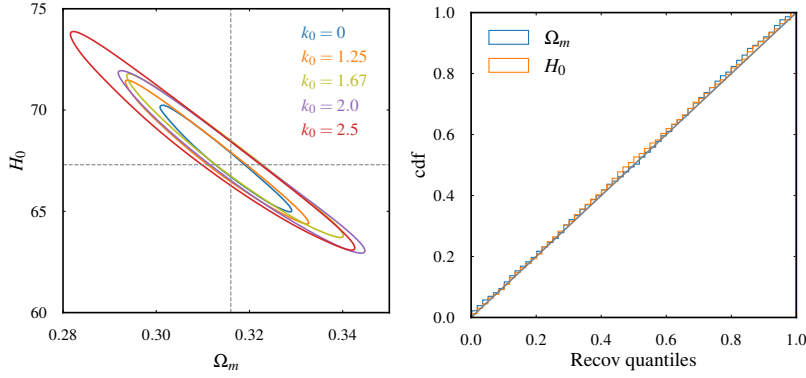 75
70
65
60
H₀
0.28
0.30
0.32
0.34
Ωₘ
k₀ = 0
k₀ = 1.25
k₀ = 1.67
k₀ = 2.0
k₀ = 2.5
1.0
0.8
0.6
0.4
0.2
0.0
cdf
0.0
0.2
0.4
0.6
0.8
1.0
Recov quantiles
Ωₘ
H₀